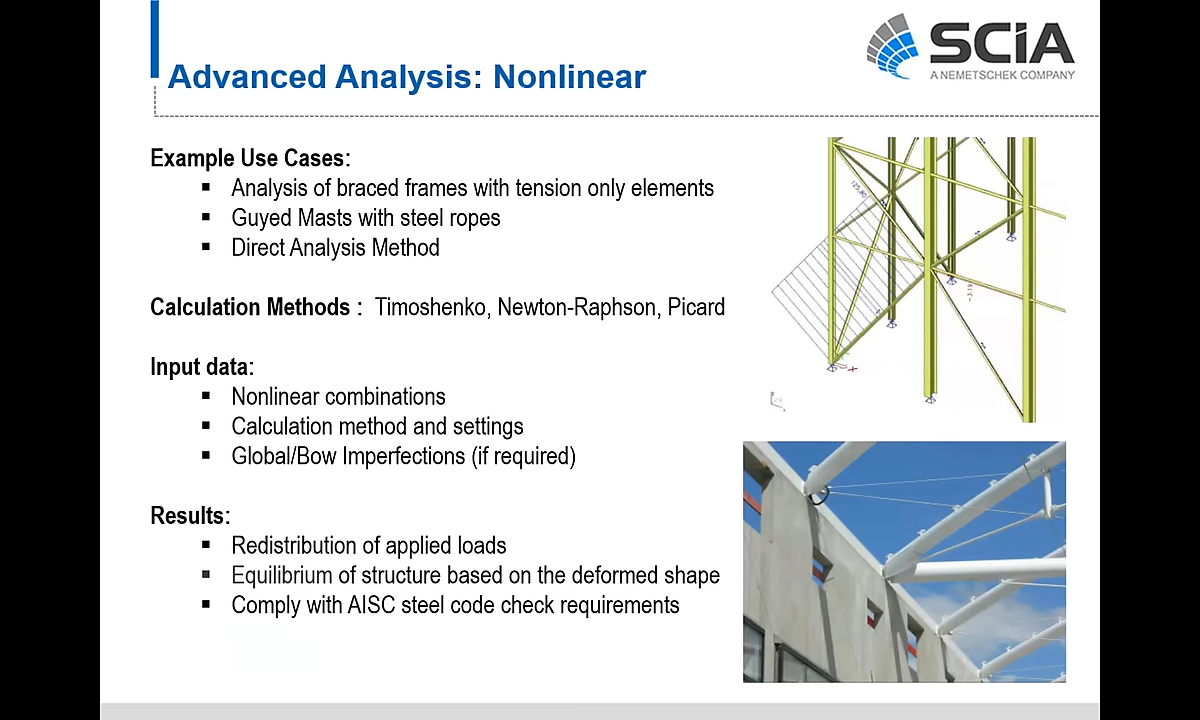 SCIA
A NEMETSCHEK COMPANY
Advanced Analysis: Nonlinear
Example Use Cases:
▪ Analysis of braced frames with tension only elements
▪ Guyed Masts with steel ropes
▪ Direct Analysis Method
Calculation Methods : Timoshenko, Newton-Raphson, Picard
Input data:
▪ Nonlinear combinations
▪ Calculation method and settings
▪ Global/Bow Imperfections (if required)
Results:
▪ Redistribution of applied loads
▪ Equilibrium of structure based on the deformed shape
▪ Comply with AISC steel code check requirements